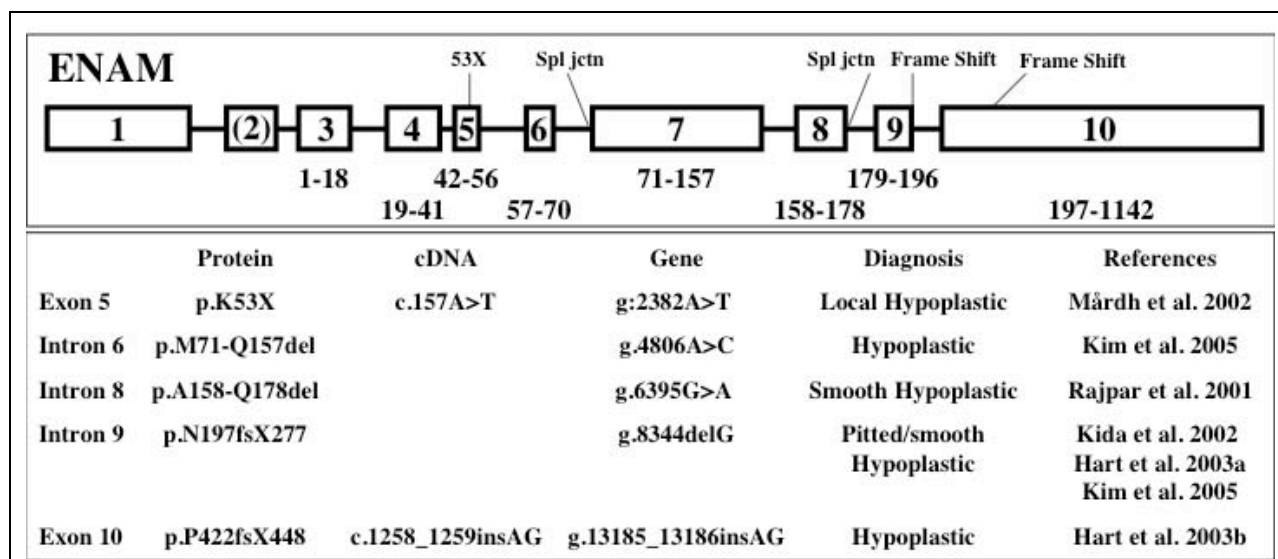 ENAM
53X Spl jctn Spl jctn Frame Shift Frame Shift
1 (2) 3 4 5 6 7 8 9 10
1-18 42-56 71-157 179-196
19-41 57-70 158-178 197-1142
Protein cDNA Gene Diagnosis References
Exon 5 p.K53X c.157A>T g:2382A>T Local Hypoplastic Mårdh et al. 2002
Intron 6 p.M71-Q157del g.4806A>C Hypoplastic Kim et al. 2005
Intron 8 p.A158-Q178del g.6395G>A Smooth Hypoplastic Rajpar et al. 2001
Intron 9 p.N197fsX277 g.8344delG Pitted/smooth Kida et al. 2002
Hypoplastic Hart et al. 2003a
Kim et al. 2005
Exon 10 p.P422fsX448 c.1258_1259insAG g.13185_13186insAG Hypoplastic Hart et al. 2003b